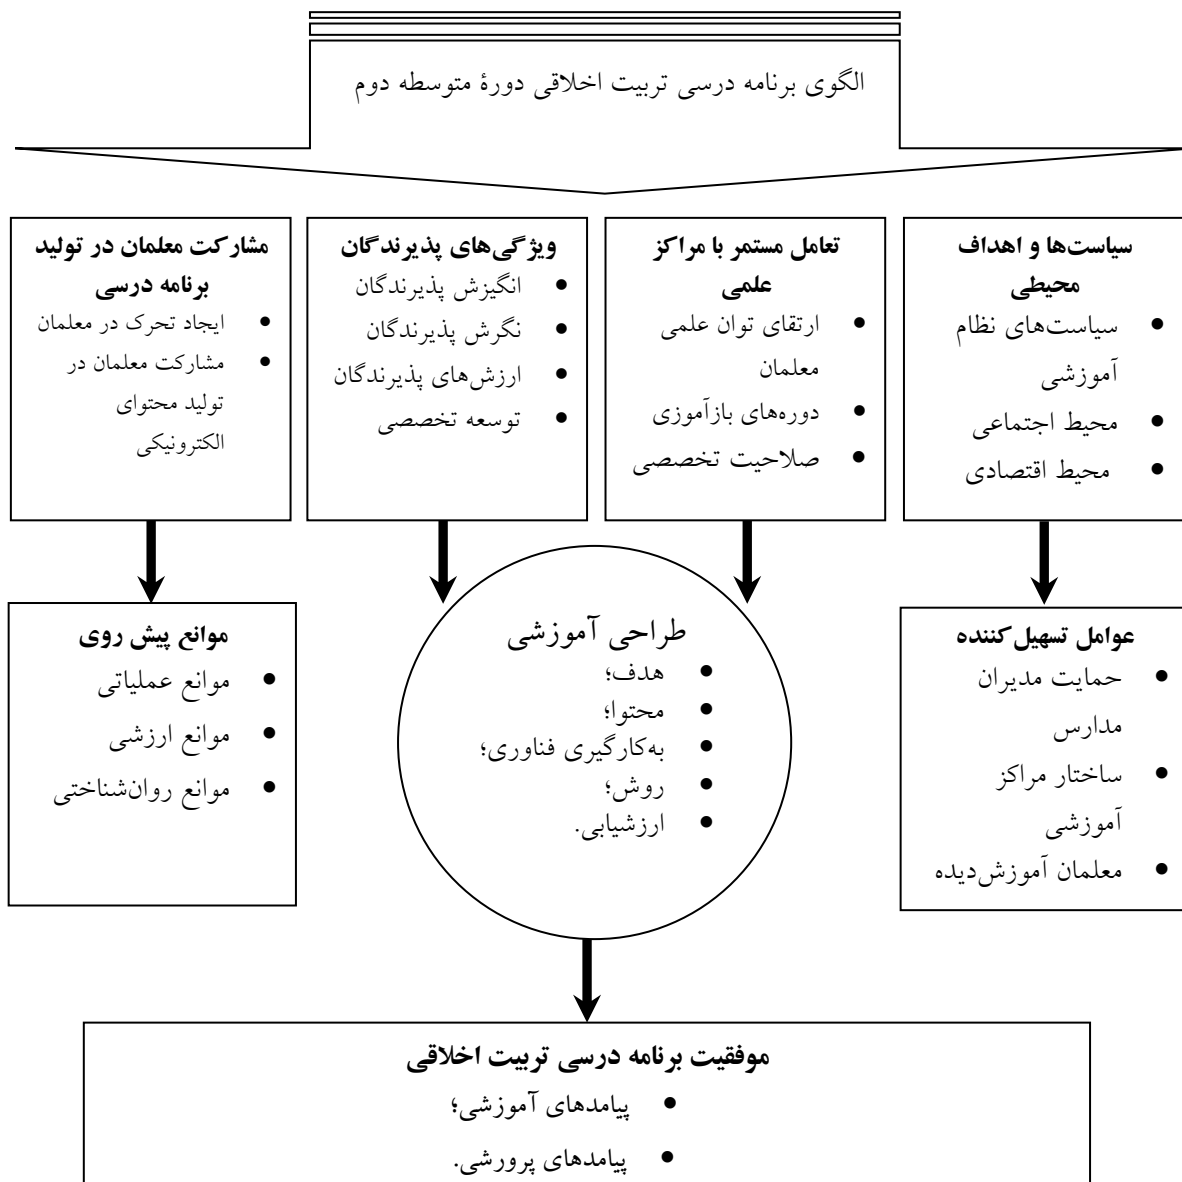 الگوی برنامه درسی تربیت اخلاقی دورۀ متوسطه دوم
سیاست‌ها و اهداف
محیطی
• سیاست‌های نظام
آموزشی
• محیط اجتماعی
• محیط اقتصادی
تعامل مستمر با مراکز
علمی
• ارتقای توان علمی
معلمان
• دوره‌های بازآموزی
• صلاحیت تخصصی
ویژگی‌های پذیرندگان
• انگیزش پذیرندگان
• نگرش پذیرندگان
• ارزش‌های پذیرندگان
• توسعه تخصصی
مشارکت معلمان در تولید
برنامه درسی
• ایجاد تحرک در معلمان
• مشارکت معلمان در
تولید محتوای
الکترونیکی
عوامل تسهیل‌کننده
• حمایت مدیران
مدارس
• ساختار مراکز
آموزشی
• معلمان آموزش‌دیده
طراحی آموزشی
• هدف؛
• محتوا؛
• به‌کارگیری فناوری؛
• روش؛
• ارزشیابی.
موانع پیش روی
• موانع عملیاتی
• موانع ارزشی
• موانع روان‌شناختی
موفقیت برنامه درسی تربیت اخلاقی
• پیامدهای آموزشی؛
• پیامدهای پرورشی.